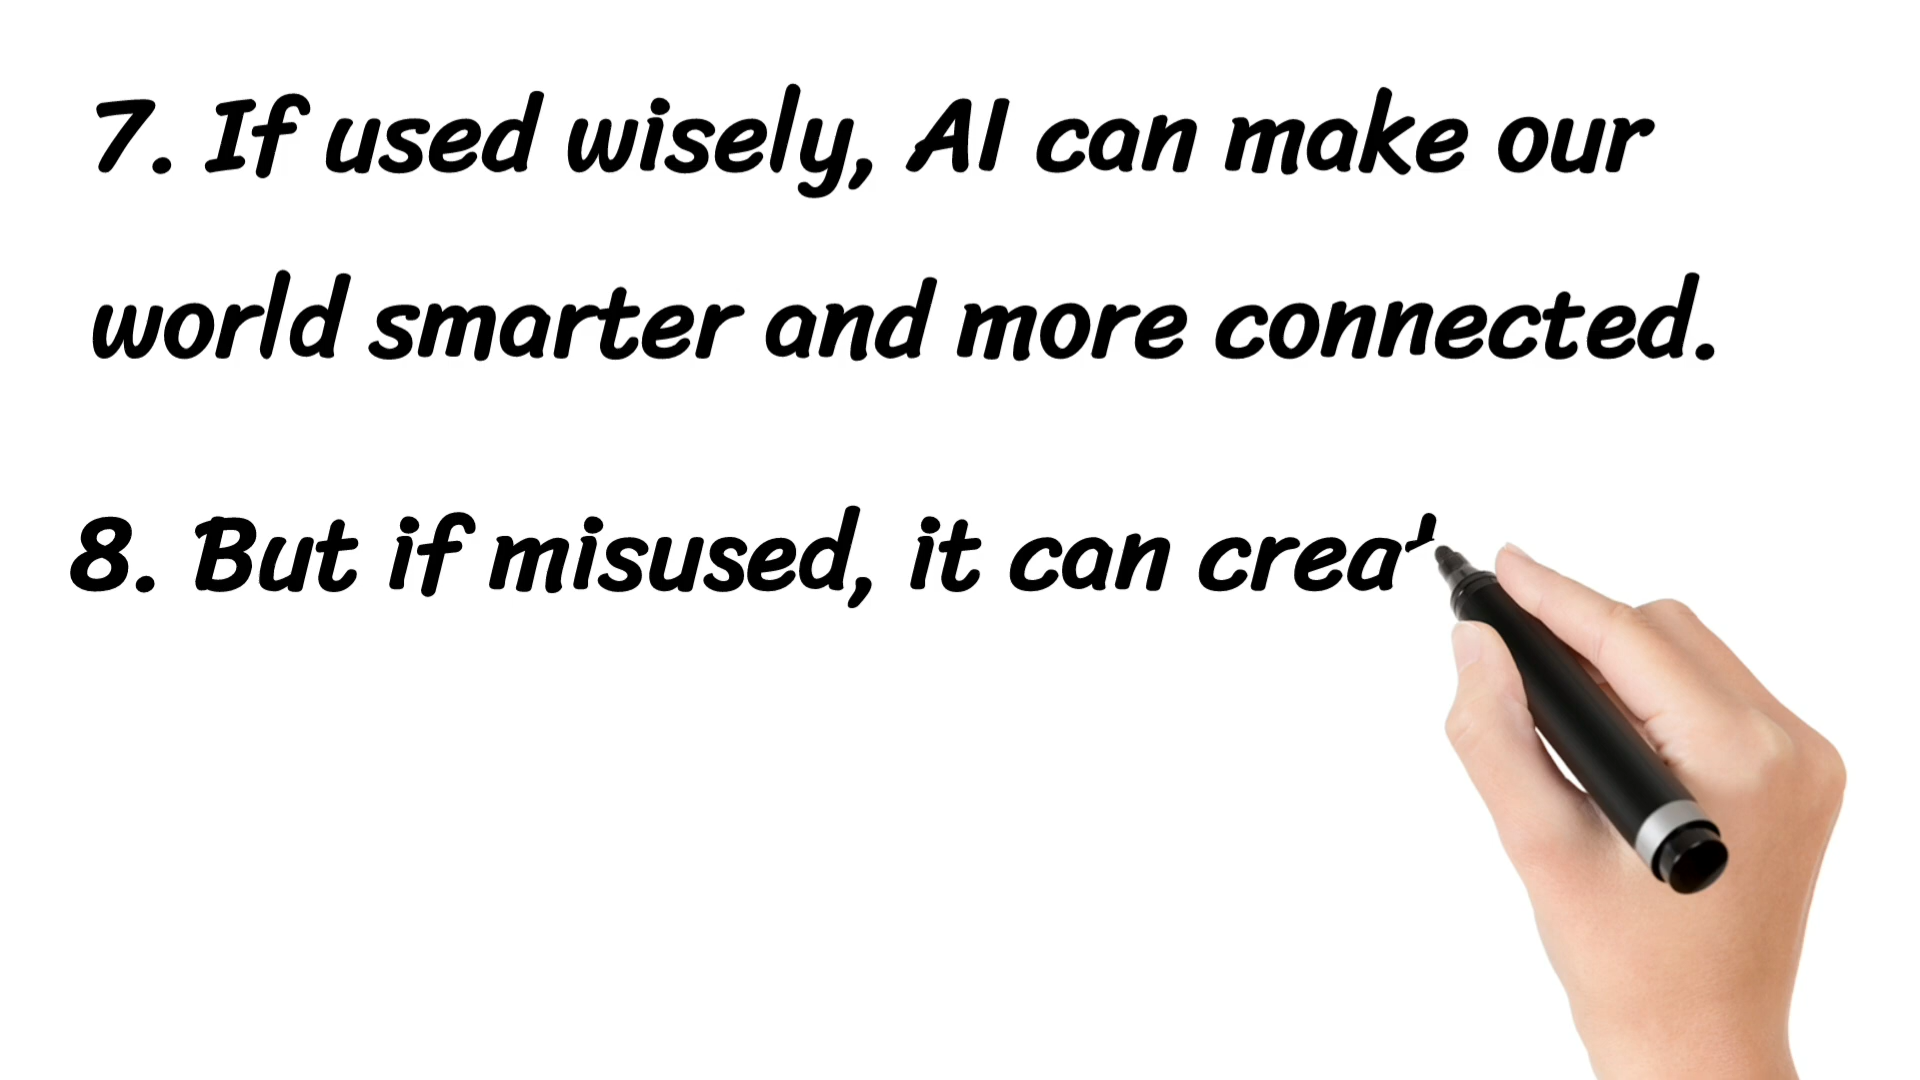 7. If used wisely, AI can make our
world smarter and more connected.
8. But if misused, it can crea